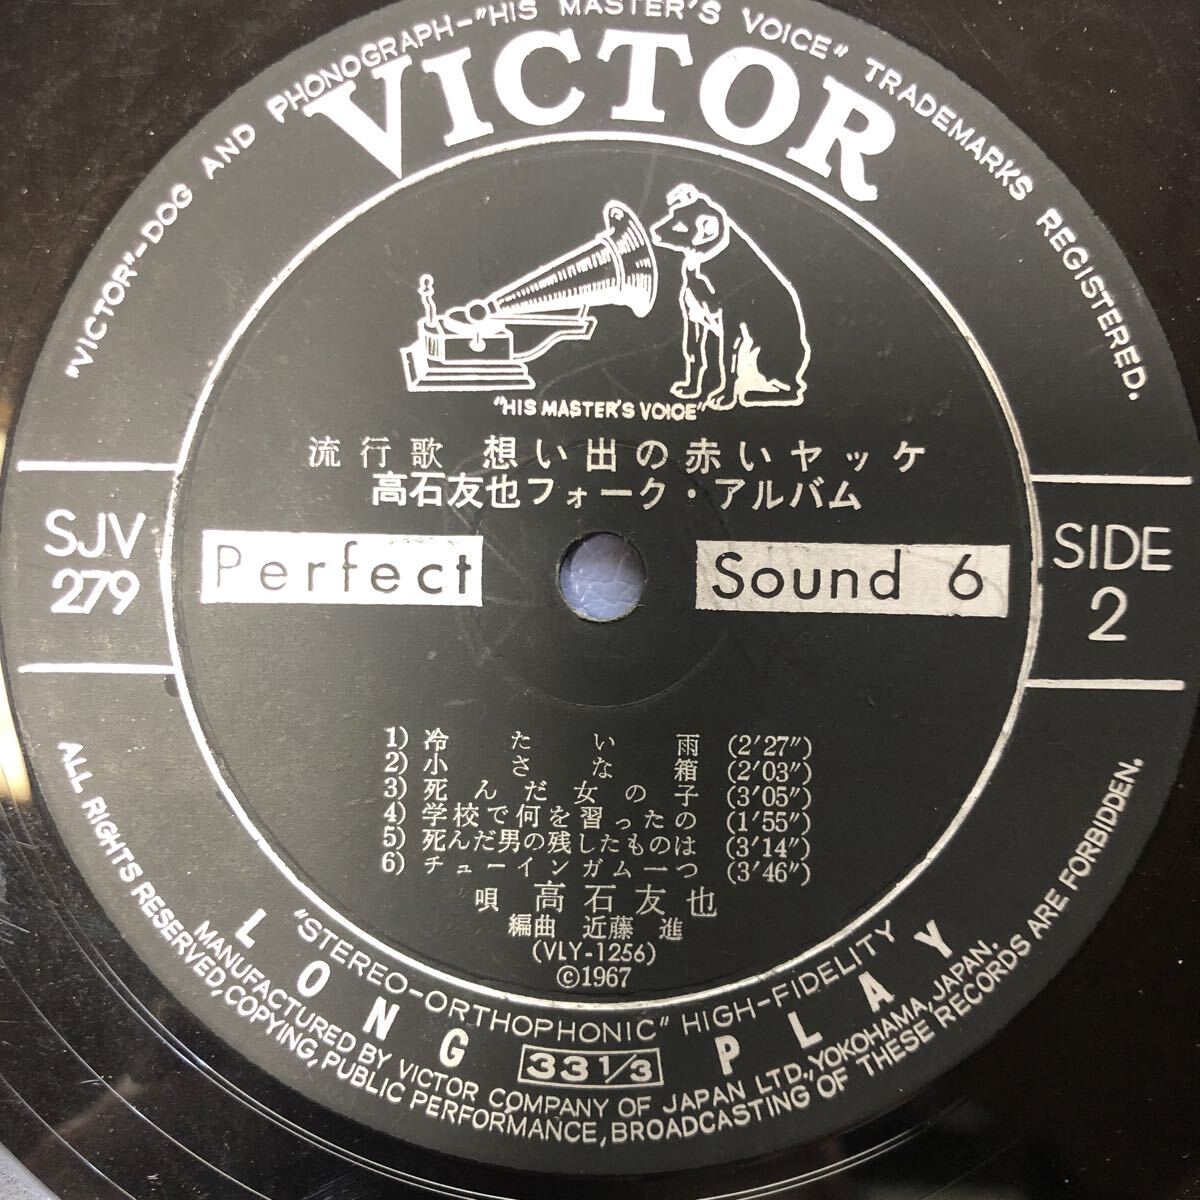 "VICTOR"-DOG AND PHONOGRAPH-"HIS MASTER'S VOICE" TRADEMARKS REGISTERED.
VICTOR
"HIS MASTER'S VOICE"
流行歌 想い出の赤いヤッケ
高石友也フォーク・アルバム
SJV
279
Perfect Sound 6
SIDE
2
1) 冷たい雨 (2'27")
2) 小さな箱 (2'03")
3) 死んだ女の子 (3'05")
4) 学校で何を習ったの (1'55")
5) 死んだ男の残したものは (3'14")
6) チューインガム一つ (3'46")
唄 高石友也
編曲 近藤 進
(VLY-1256)
©1967
"STEREO-ORTHOPHONIC" HIGH-FIDELITY
LONG 33 1/3 PLAY
MANUFACTURED BY VICTOR COMPANY OF JAPAN LTD., YOKOHAMA, JAPAN.
ALL RIGHTS RESERVED, COPYING, PUBLIC PERFORMANCE, BROADCASTING OF THESE RECORDS ARE FORBIDDEN.